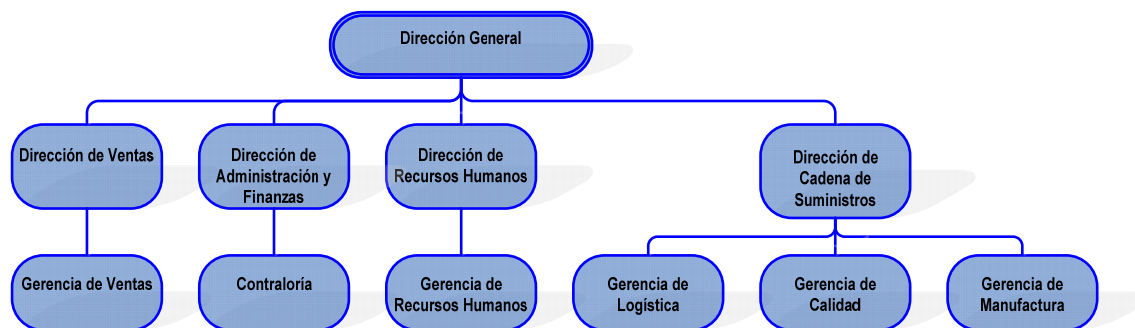 Dirección General
Dirección de Ventas
Dirección de
Administración y
Finanzas
Dirección de
Recursos Humanos
Dirección de
Cadena de
Suministros
Gerencia de Ventas
Contraloría
Gerencia de
Recursos Humanos
Gerencia de
Logística
Gerencia de
Calidad
Gerencia de
Manufactura